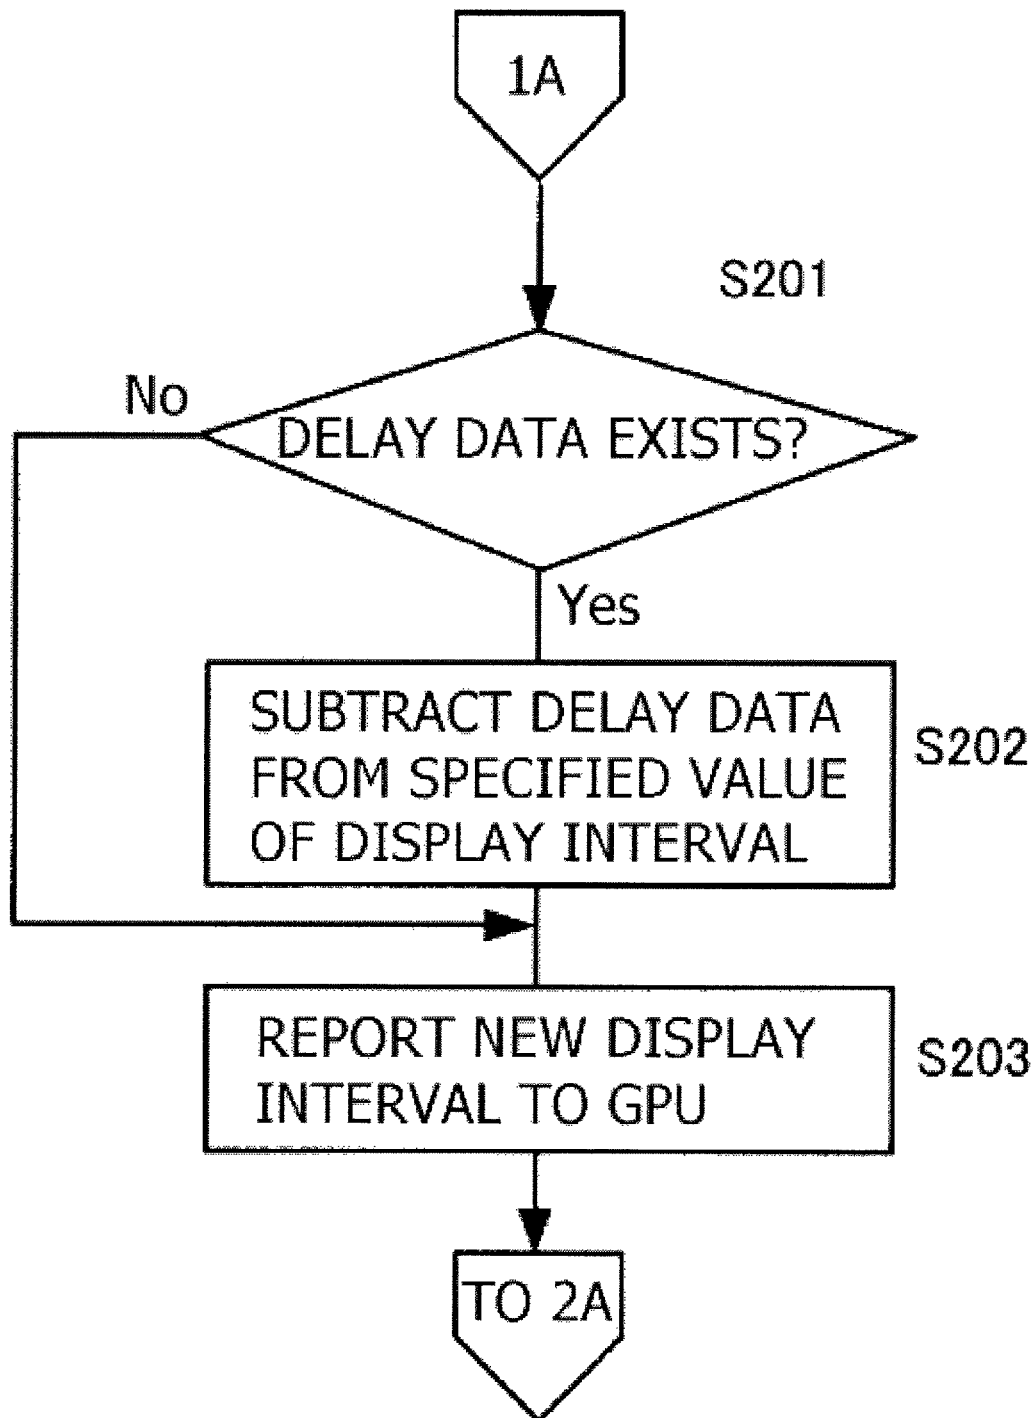 1A
S201
No
DELAY DATA EXISTS?
Yes
SUBTRACT DELAY DATA
FROM SPECIFIED VALUE
OF DISPLAY INTERVAL
S202
REPORT NEW DISPLAY
INTERVAL TO GPU
S203
TO 2A